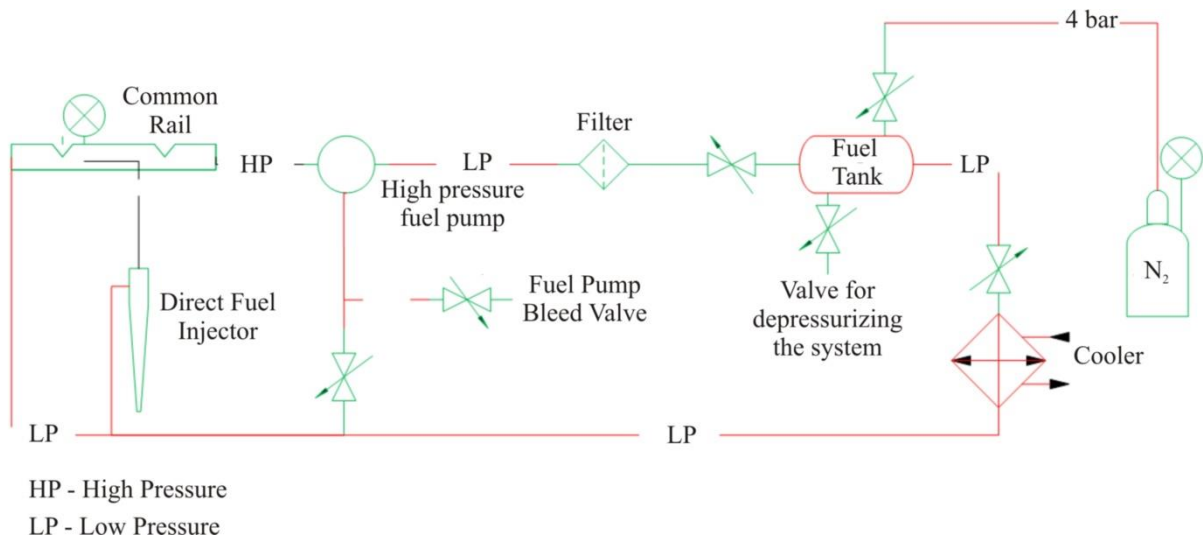 4 bar
Common
Rail
Filter
HP
LP
Fuel
Tank
LP
High pressure
fuel pump
N2
Direct Fuel
Injector
Fuel Pump
Bleed Valve
Valve for
depressurizing
the system
Cooler
LP
LP
HP - High Pressure
LP - Low Pressure